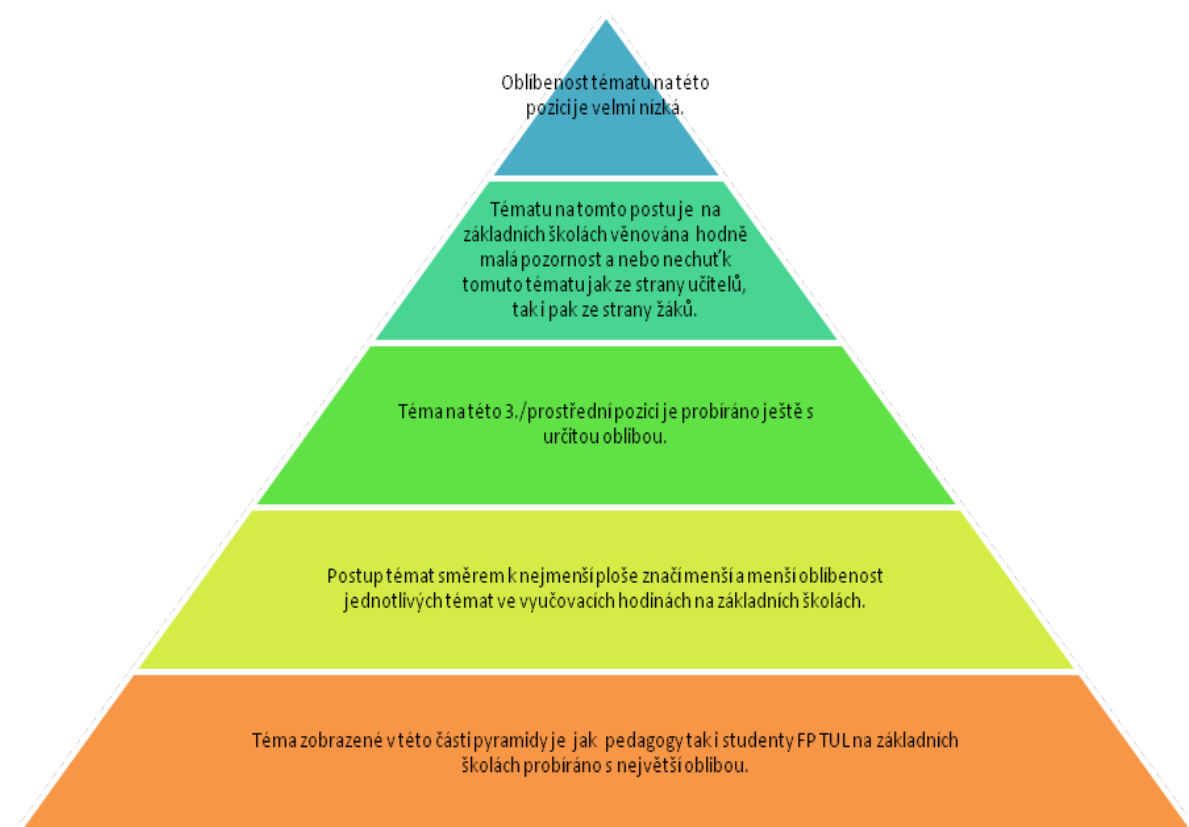 Oblíbenost tématu na této
pozici je velmi nízká.
Tématu na tomto postu je na
základních školách věnována hodně
malá pozornost a nebo nechuť k
tomuto tématu jak ze strany učitelů,
tak i pak ze strany žáků.
Téma na této 3./prostřední pozici je probíráno ještě s
určitou oblibou.
Postup témat směrem k nejmenší ploše značí menší a menší oblíbenost
jednotlivých témat ve vyučovacích hodinách na základních školách.
Téma zobrazené v této části pyramidy je jak pedagogy tak i studenty FP TUL na základních
školách probíráno s největší oblibou.